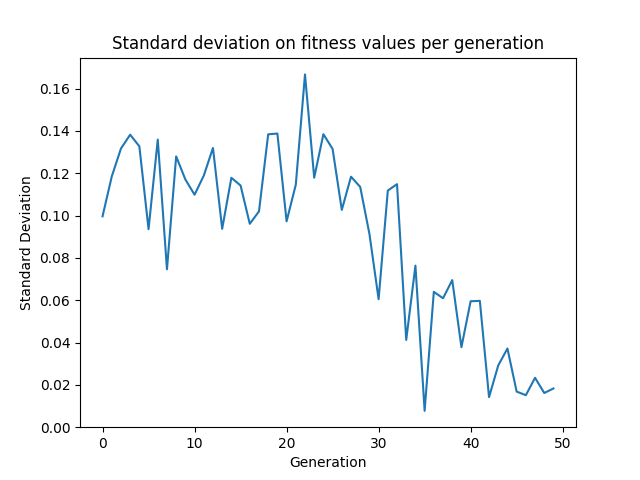 Standard deviation on fitness values per generation
0.16
0.14
0.12
0.10
0.08
0.06
0.04
0.02
0.00
Standard Deviation
0 10 20 30 40 50
Generation